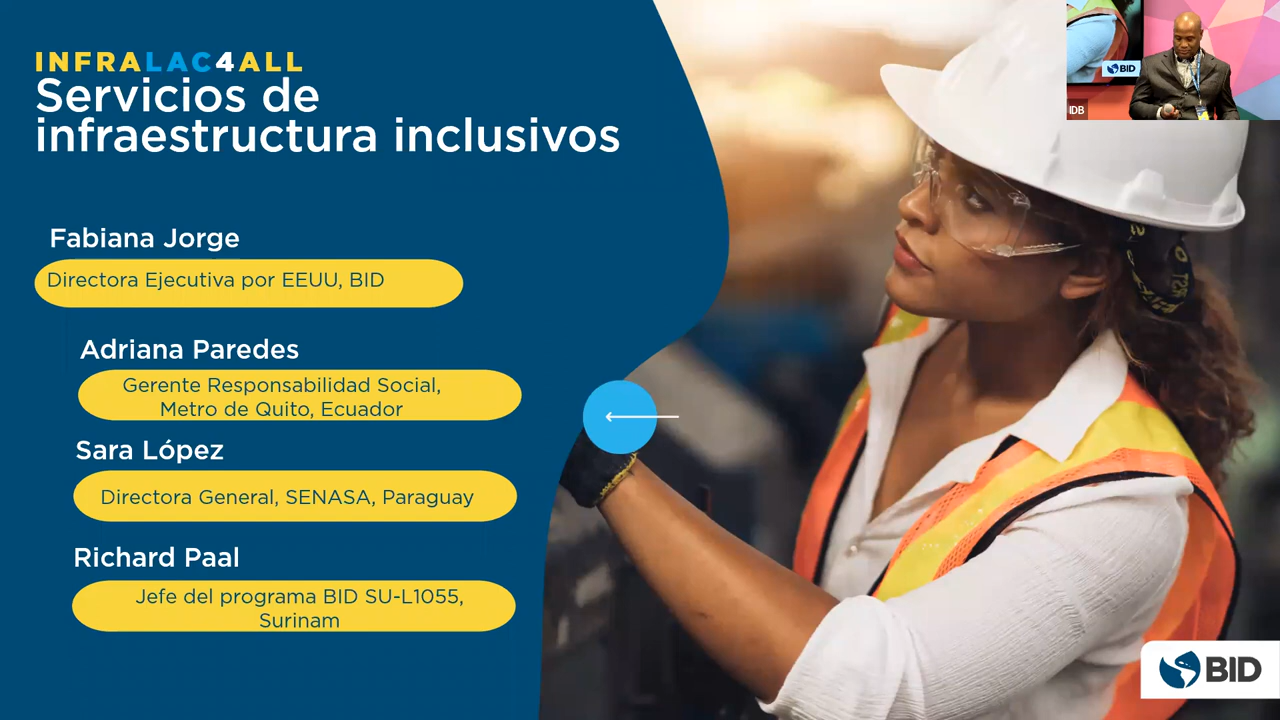 INFRALAC4ALL
Servicios de
infraestructura inclusivos
Fabiana Jorge
Directora Ejecutiva por EEUU, BID
Adriana Paredes
Gerente Responsabilidad Social,
Metro de Quito, Ecuador
Sara López
Directora General, SENASA, Paraguay
Richard Paal
Jefe del programa BID SU-L1055,
Surinam
BID
IDB
BID